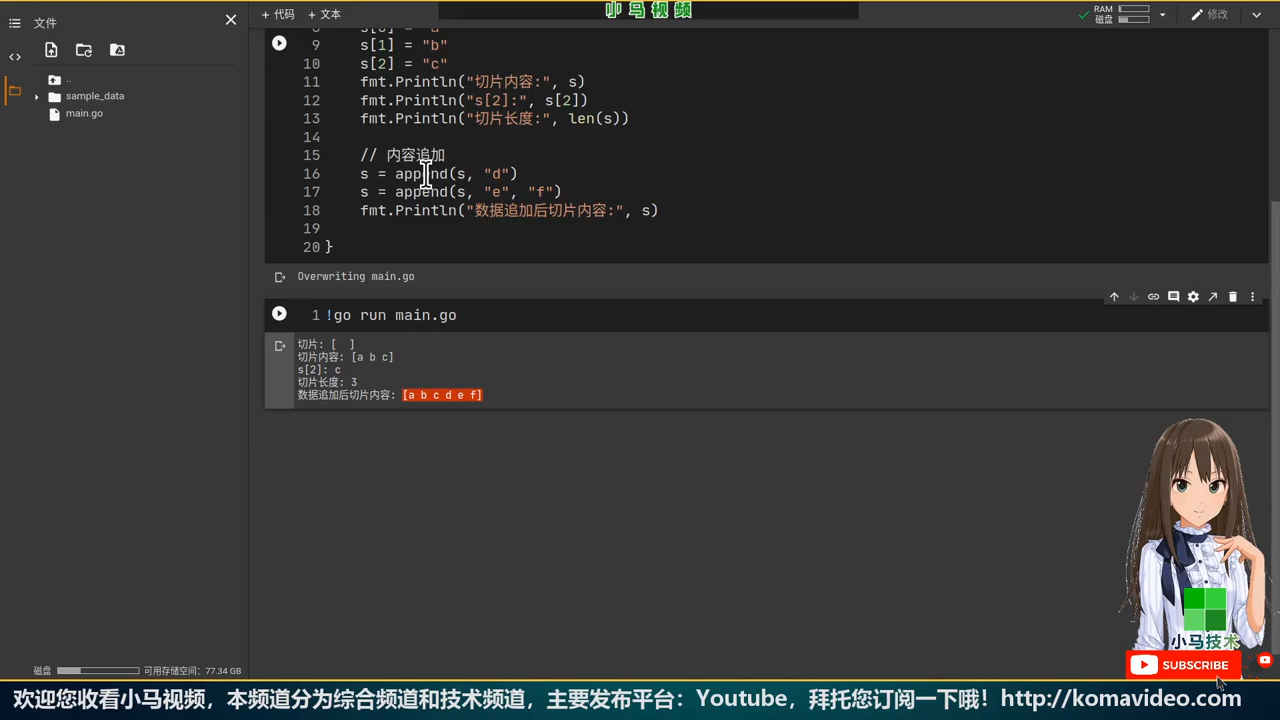 小马视频
文件
+ 代码 + 文本
RAM
磁盘
修改
..
sample_data
main.go
9 s[1] = "b"
10 s[2] = "c"
11 fmt.Println("切片内容:", s)
12 fmt.Println("s[2]:", s[2])
13 fmt.Println("切片长度:", len(s))
14
15 // 内容追加
16 s = append(s, "d")
17 s = append(s, "e", "f")
18 fmt.Println("数据追加后切片内容:", s)
19
20 }
Overwriting main.go
1 !go run main.go
切片: [  ]
切片内容: [a b c]
s[2]: c
切片长度: 3
数据追加后切片内容: [a b c d e f]
小马技术
SUBSCRIBE
磁盘 可用存储空间: 77.34 GB
欢迎您收看小马视频，本频道分为综合频道和技术频道，主要发布平台：Youtube，拜托您订阅一下哦！http://komavideo.com